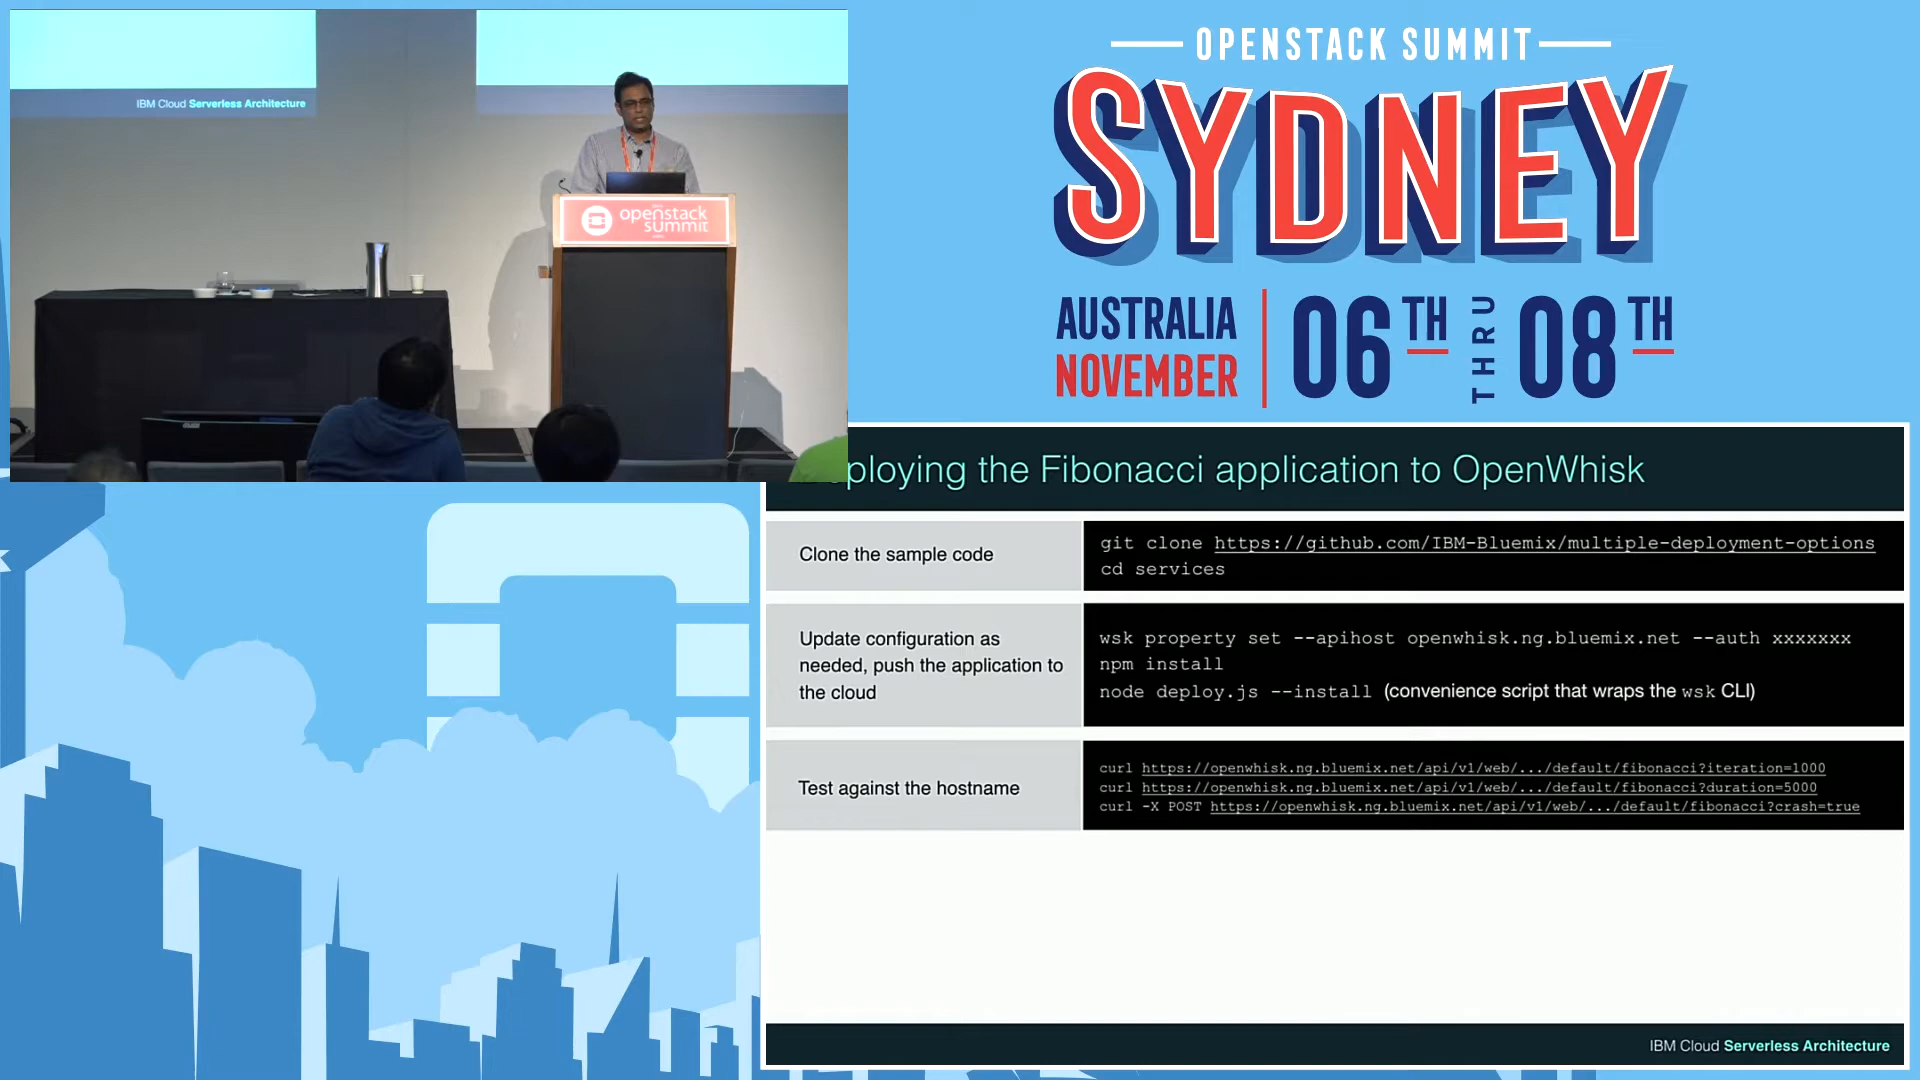 IBM Cloud Serverless Architecture
openstack
summit
OPENSTACK SUMMIT
SYDNEY
AUSTRALIA
NOVEMBER
06TH THRU 08TH
ploying the Fibonacci application to OpenWhisk
Clone the sample code
git clone https://github.com/IBM-Bluemix/multiple-deployment-options
cd services
Update configuration as
needed, push the application to
the cloud
wsk property set --apihost openwhisk.ng.bluemix.net --auth xxxxxxx
npm install
node deploy.js --install (convenience script that wraps the wsk CLI)
Test against the hostname
curl https://openwhisk.ng.bluemix.net/api/v1/web/.../default/fibonacci?iteration=1000
curl https://openwhisk.ng.bluemix.net/api/v1/web/.../default/fibonacci?duration=5000
curl -X POST https://openwhisk.ng.bluemix.net/api/v1/web/.../default/fibonacci?crash=true
IBM Cloud Serverless Architecture